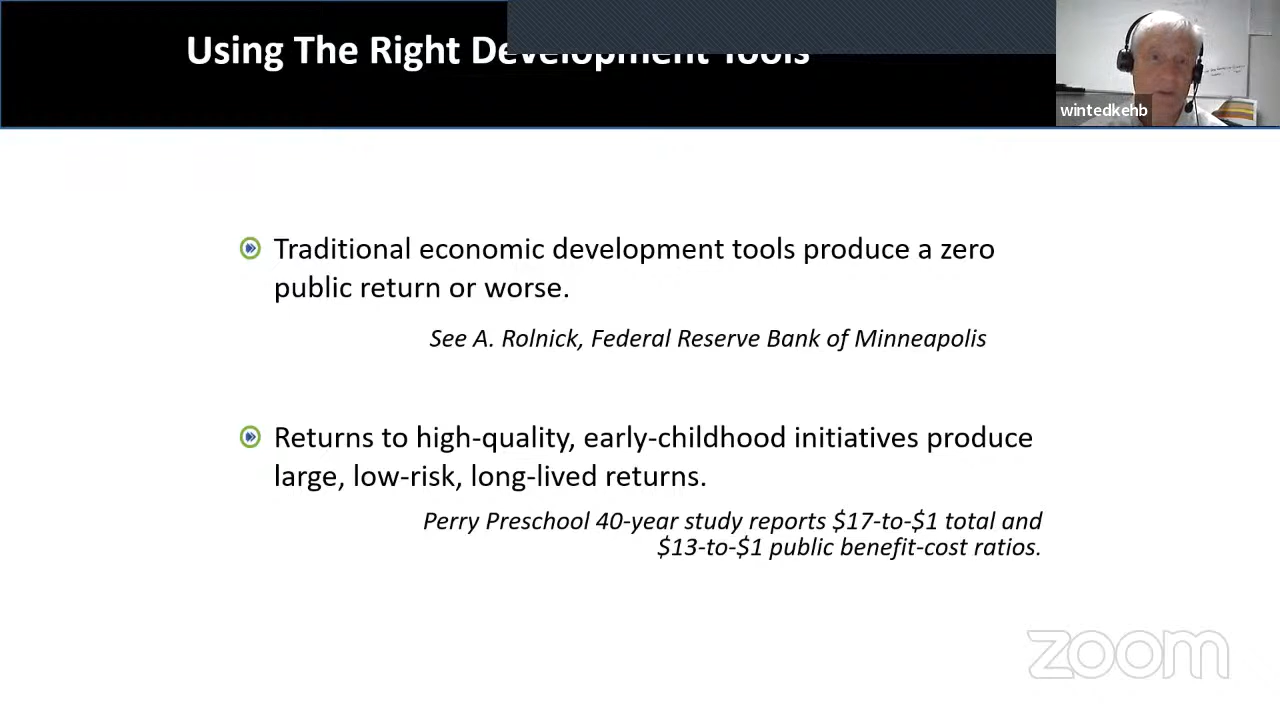 Using The Right Development Tools
wintedkehb
Traditional economic development tools produce a zero
public return or worse.
See A. Rolnick, Federal Reserve Bank of Minneapolis
Returns to high-quality, early-childhood initiatives produce
large, low-risk, long-lived returns.
Perry Preschool 40-year study reports $17-to-$1 total and
$13-to-$1 public benefit-cost ratios.
zoom